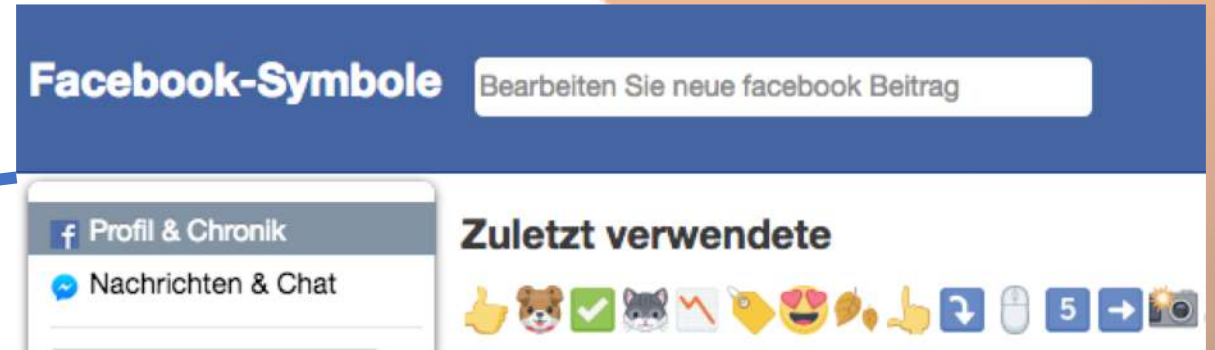 Facebook-Symbole
Bearbeiten Sie neue facebook Beitrag
Profil & Chronik
Nachrichten & Chat
Zuletzt verwendete
5